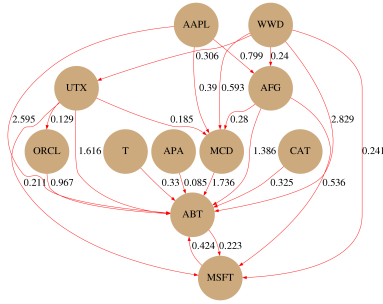 AAPL WWD
0.306 0.799 0.24
UTX 0.39 0.593 AFG
2.595 0.129 0.185 0.28 2.829
ORCL T APA MCD CAT 0.241
1.616 1.386
0.211 0.967 0.33 0.085 1.736 0.325 0.536
ABT
0.424 0.223
MSFT